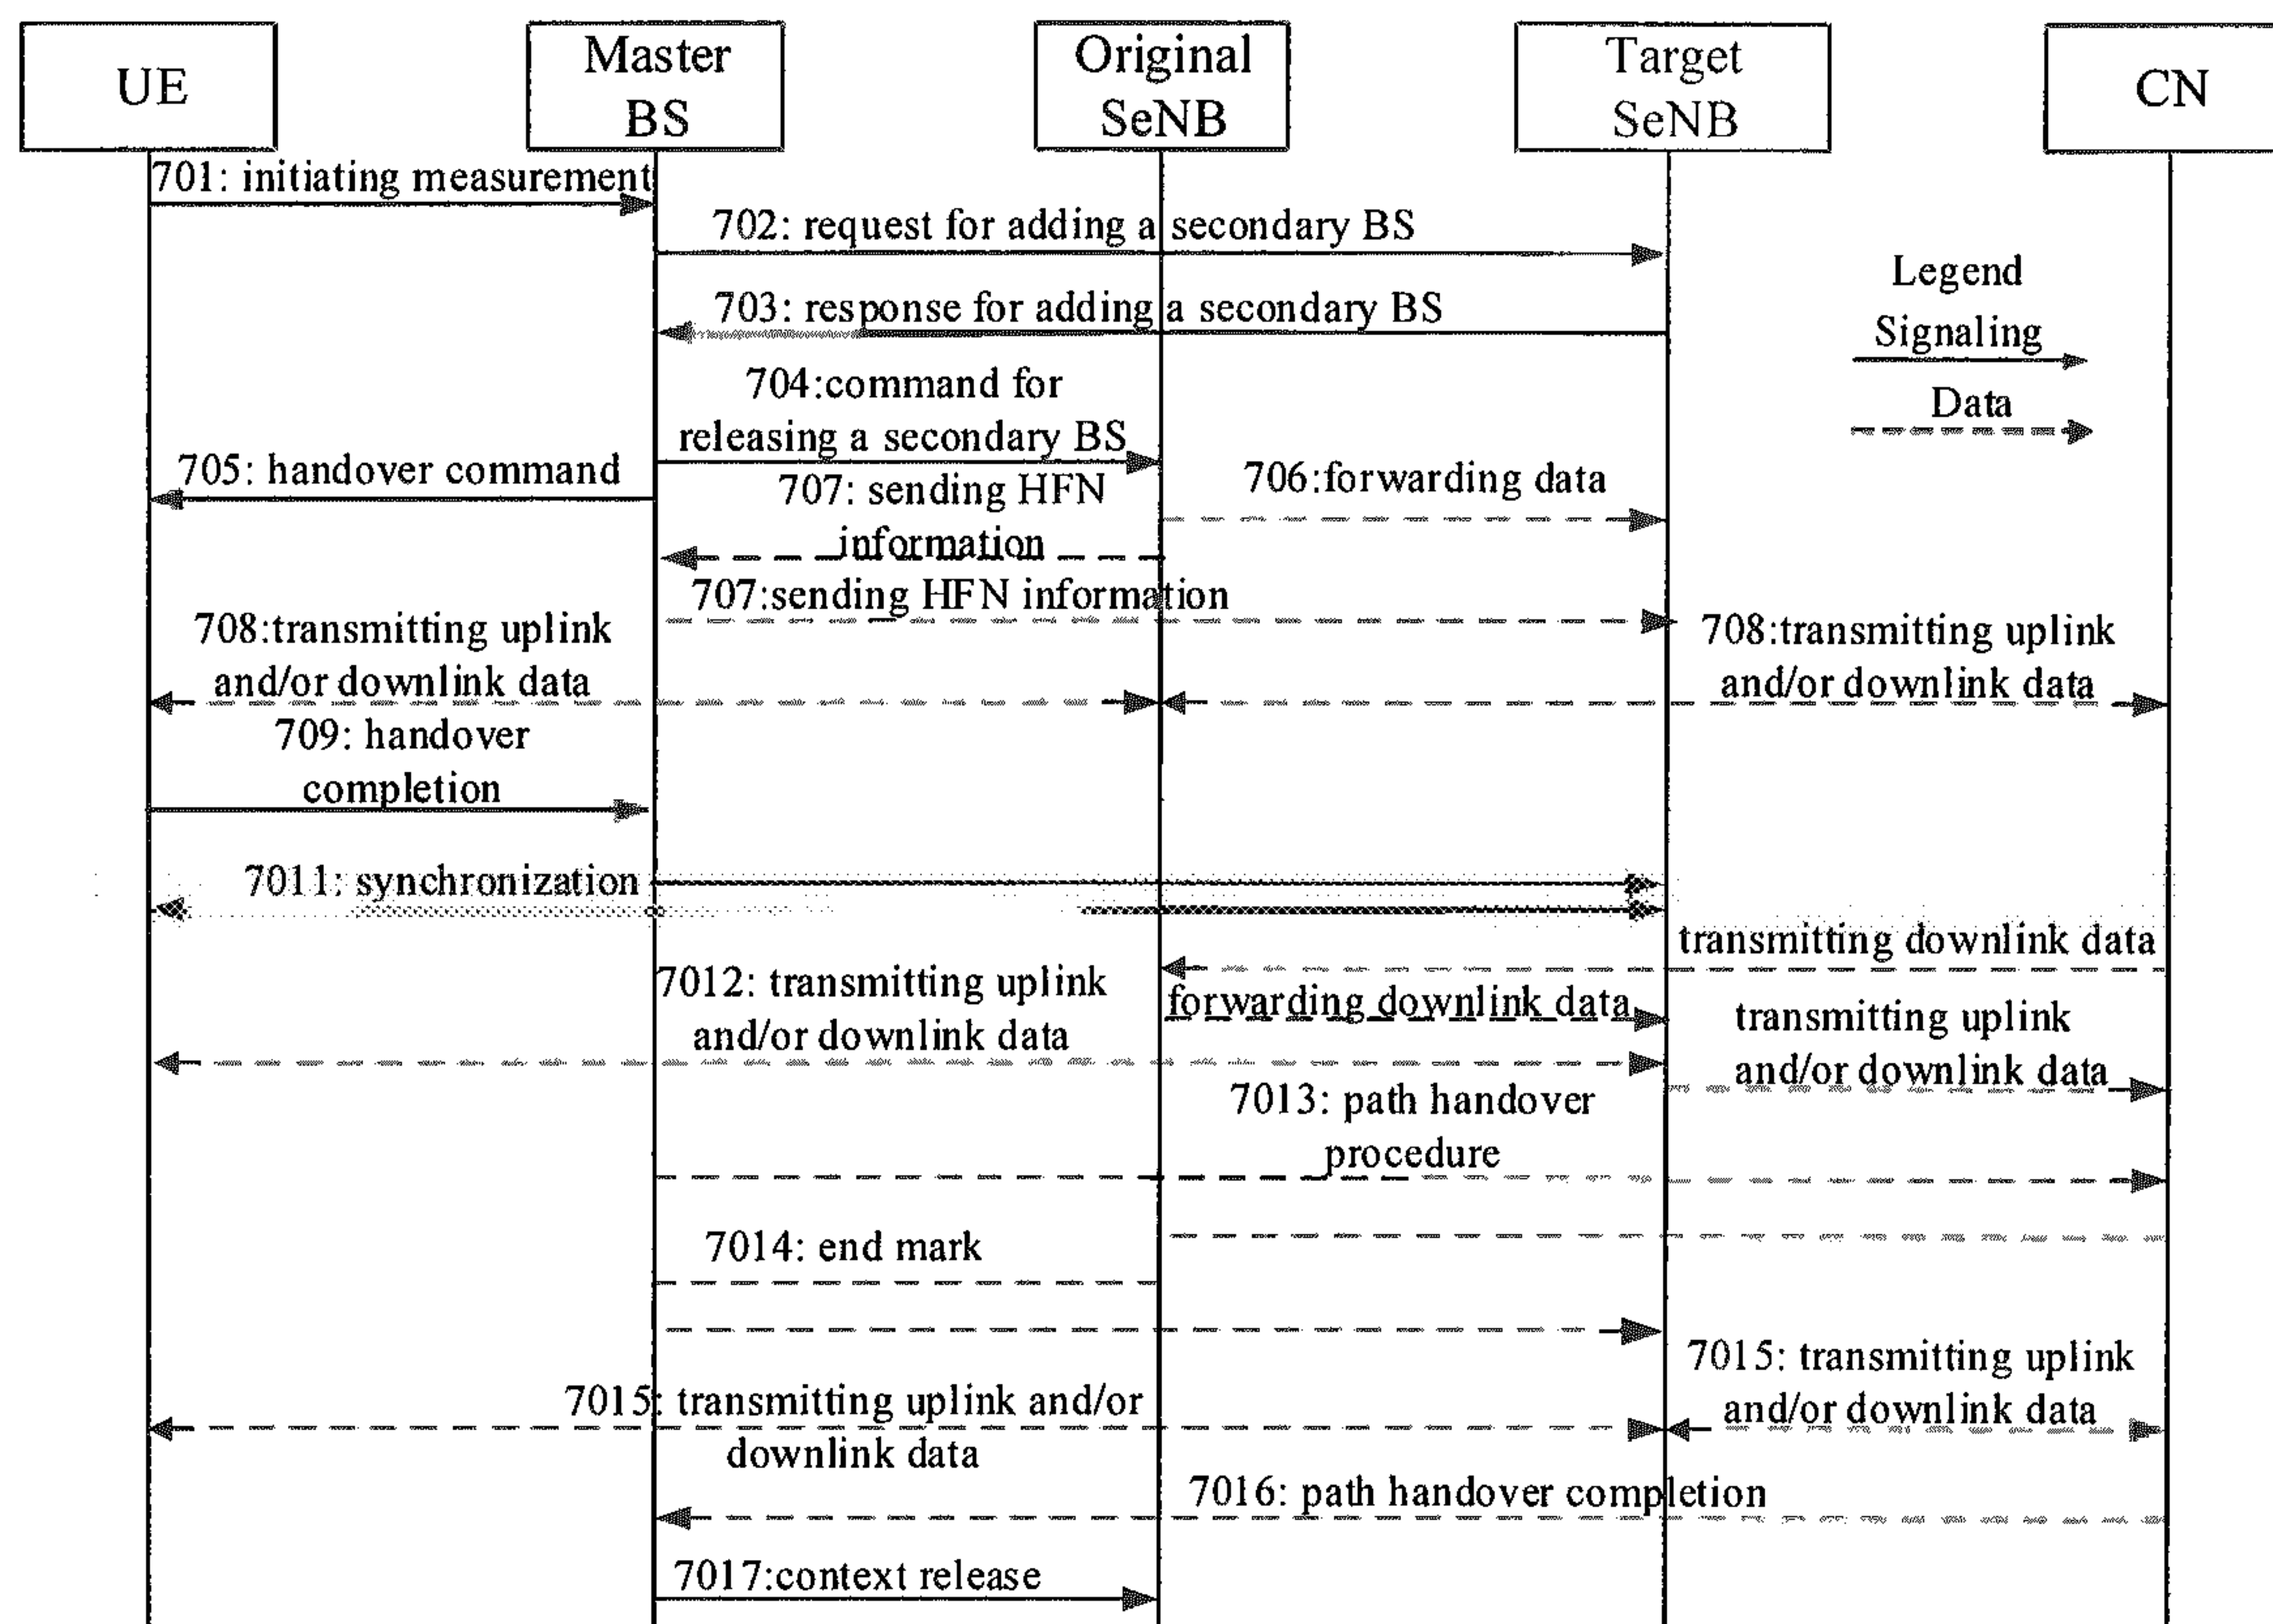 UE
Master
BS
Original
SeNB
Target
SeNB
CN
701: initiating measurement
702: request for adding a secondary BS
703: response for adding a secondary BS
Legend
Signaling
Data
704:command for
releasing a secondary BS
705: handover command
706:forwarding data
707: sending HFN
information
707:sending HFN information
708:transmitting uplink
and/or downlink data
708:transmitting uplink
and/or downlink data
709: handover
completion
7011: synchronization
transmitting downlink data
7012: transmitting uplink
and/or downlink data
forwarding downlink data
transmitting uplink
and/or downlink data
7013: path handover
procedure
7014: end mark
7015: transmitting uplink
and/or downlink data
7015: transmitting uplink and/or
downlink data
7016: path handover completion
7017:context release